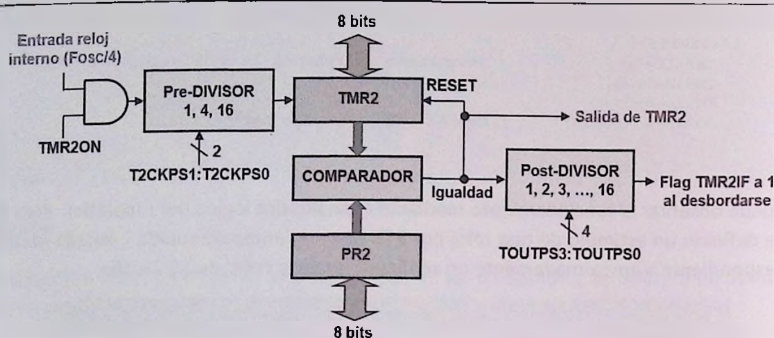 8 bits
Entrada reloj
interno (Fosc/4)
Pre-DIVISOR
1, 4, 16
TMR2
RESET
Salida de TMR2
TMR2ON
2
T2CKPS1:T2CKPS0
COMPARADOR
Igualdad
Post-DIVISOR
1, 2, 3, ..., 16
Flag TMR2IF a 1
al desbordarse
4
TOUTPS3:TOUTPS0
PR2
8 bits